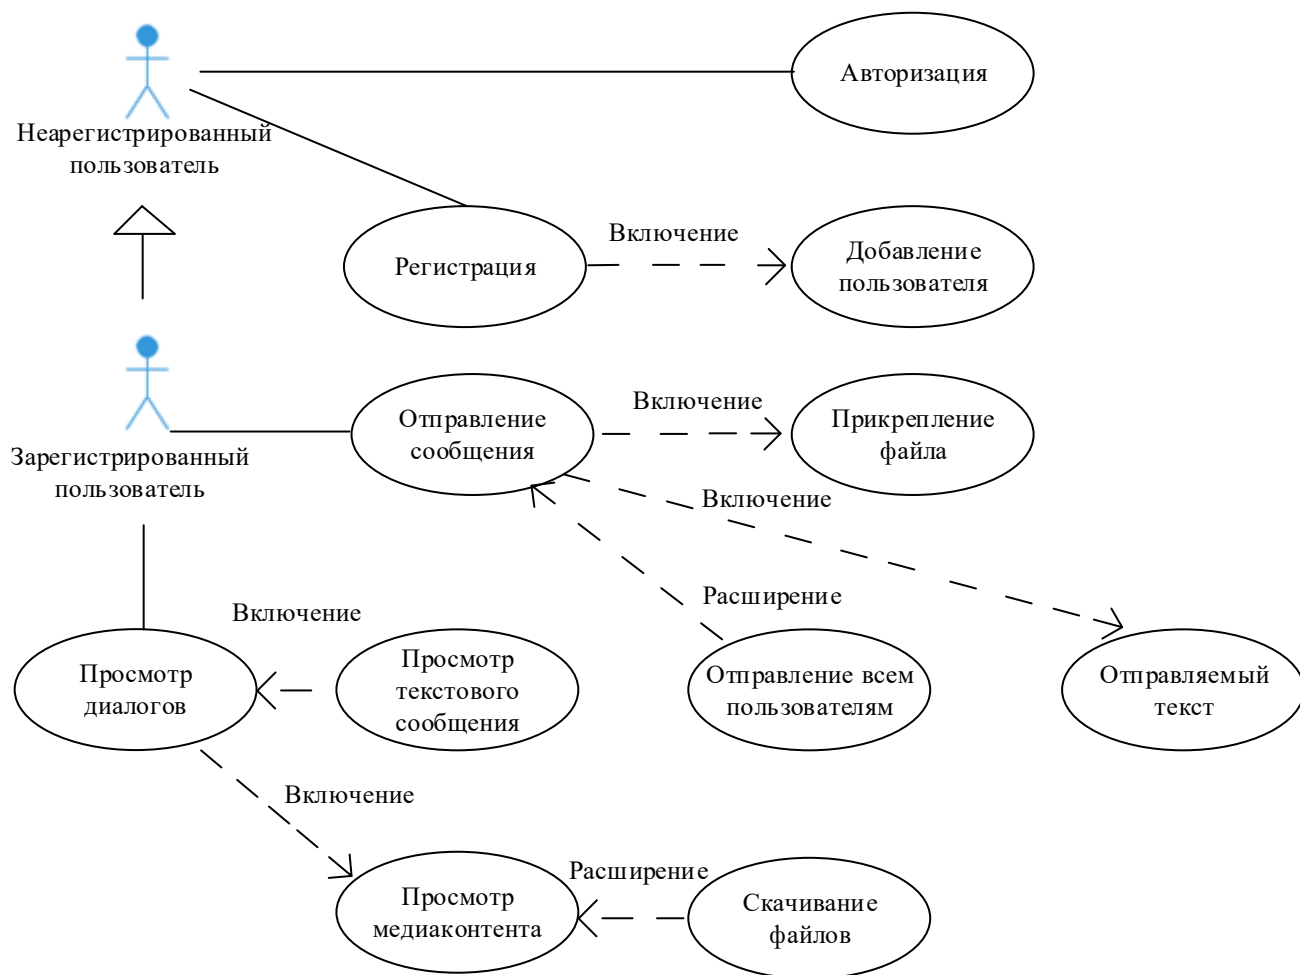 Авторизация
Неарегистрированный
пользователь
Регистрация
Включение
Добавление
пользователя
Зарегистрированный
пользователь
Отправление
сообщения
Включение
Прикрепление
файла
Включение
Расширение
Включение
Просмотр
диалогов
Просмотр
текстового
сообщения
Отправление всем
пользователям
Отправляемый
текст
Включение
Просмотр
медиаконтента
Расширение
Скачивание
файлов